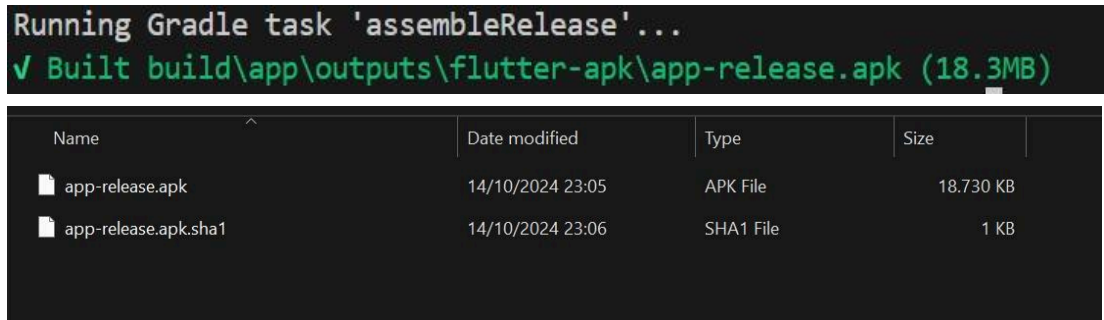 Running Gradle task 'assembleRelease'...
√ Built build\app\outputs\flutter-apk\app-release.apk (18.3MB)
Name Date modified Type Size
app-release.apk 14/10/2024 23:05 APK File 18.730 KB
app-release.apk.sha1 14/10/2024 23:06 SHA1 File 1 KB